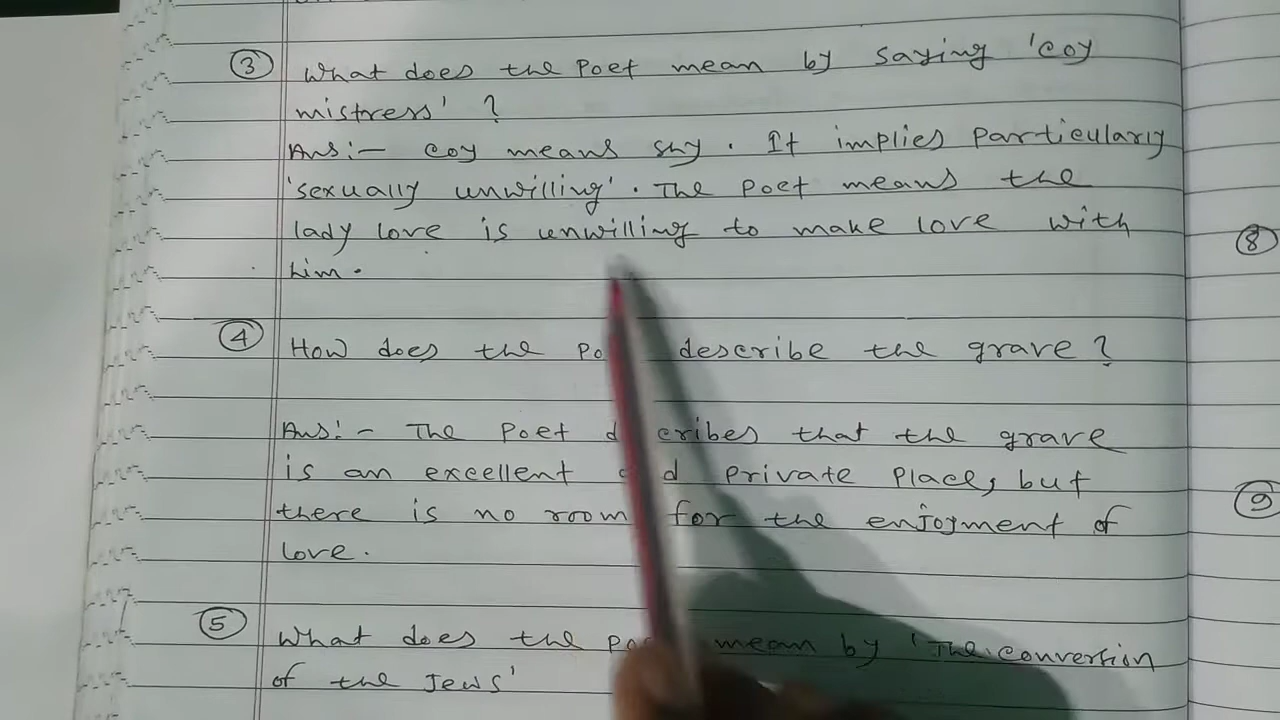 ③ What does the Poet mean by saying 'coy
mistress' ?
Ans:- coy means shy. It implies particularly
'sexually unwilling'. The poet means the
lady love is unwilling to make love with
him.
④ How does the Po describe the grave?
Ans:- The Poet d cribes that the grave
is an excellent d private place, but
there is no room for the enjoyment of
love.
⑤ What does the Po mean by 'The convertion
of the Jews'
⑧
⑨